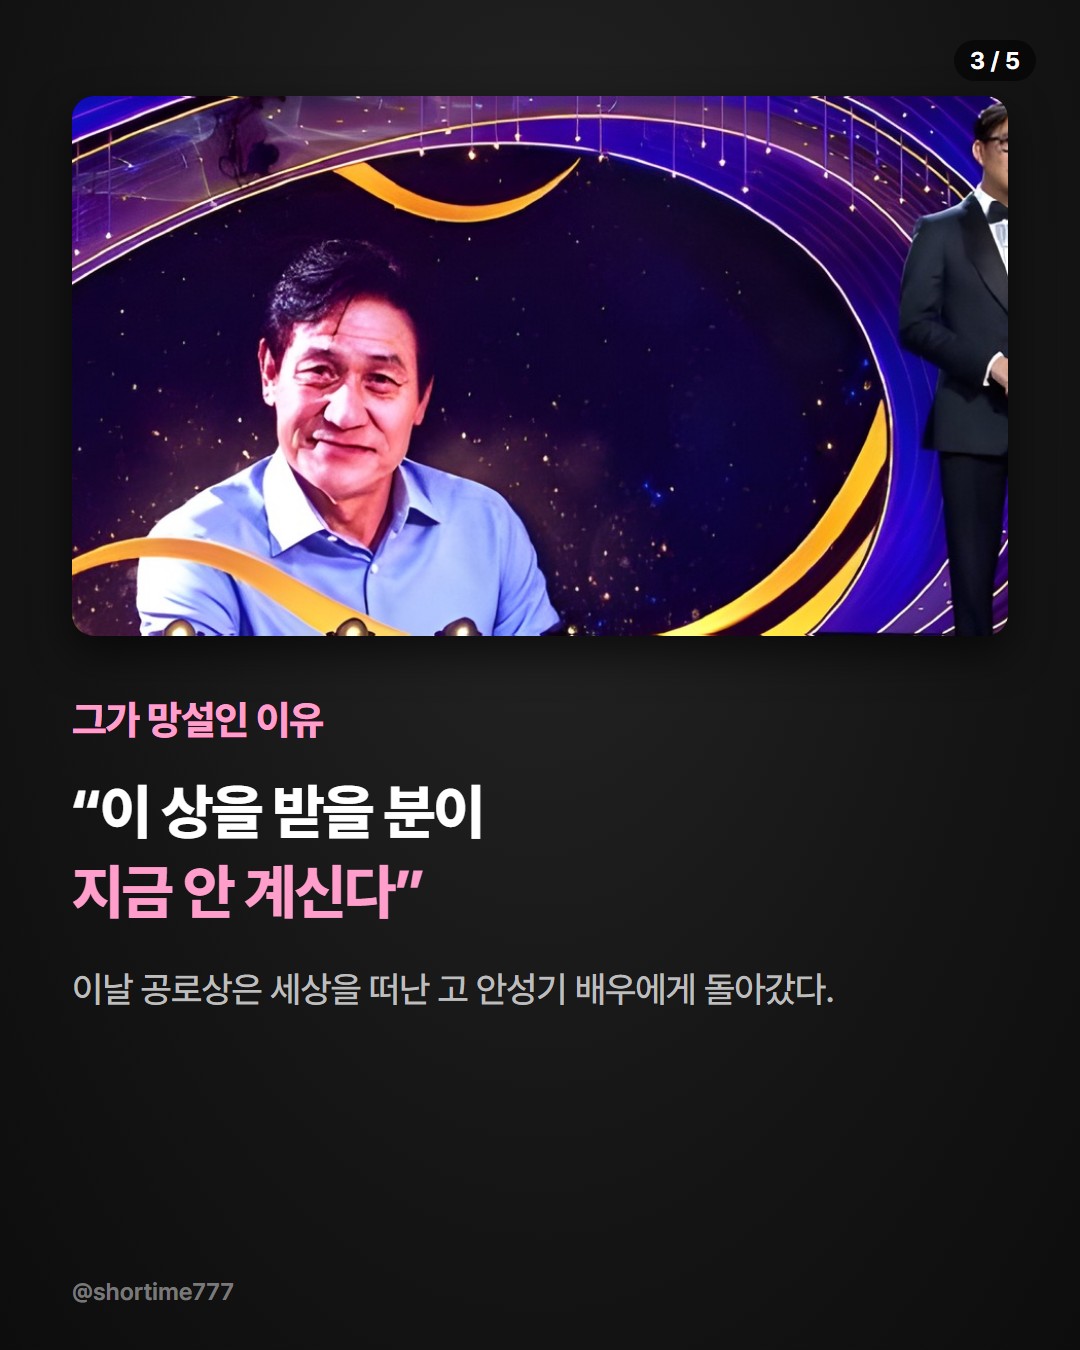 3 / 5
그가 망설인 이유
“이 상을 받을 분이
지금 안 계신다”
이날 공로상은 세상을 떠난 고 안성기 배우에게 돌아갔다.
@shortime777